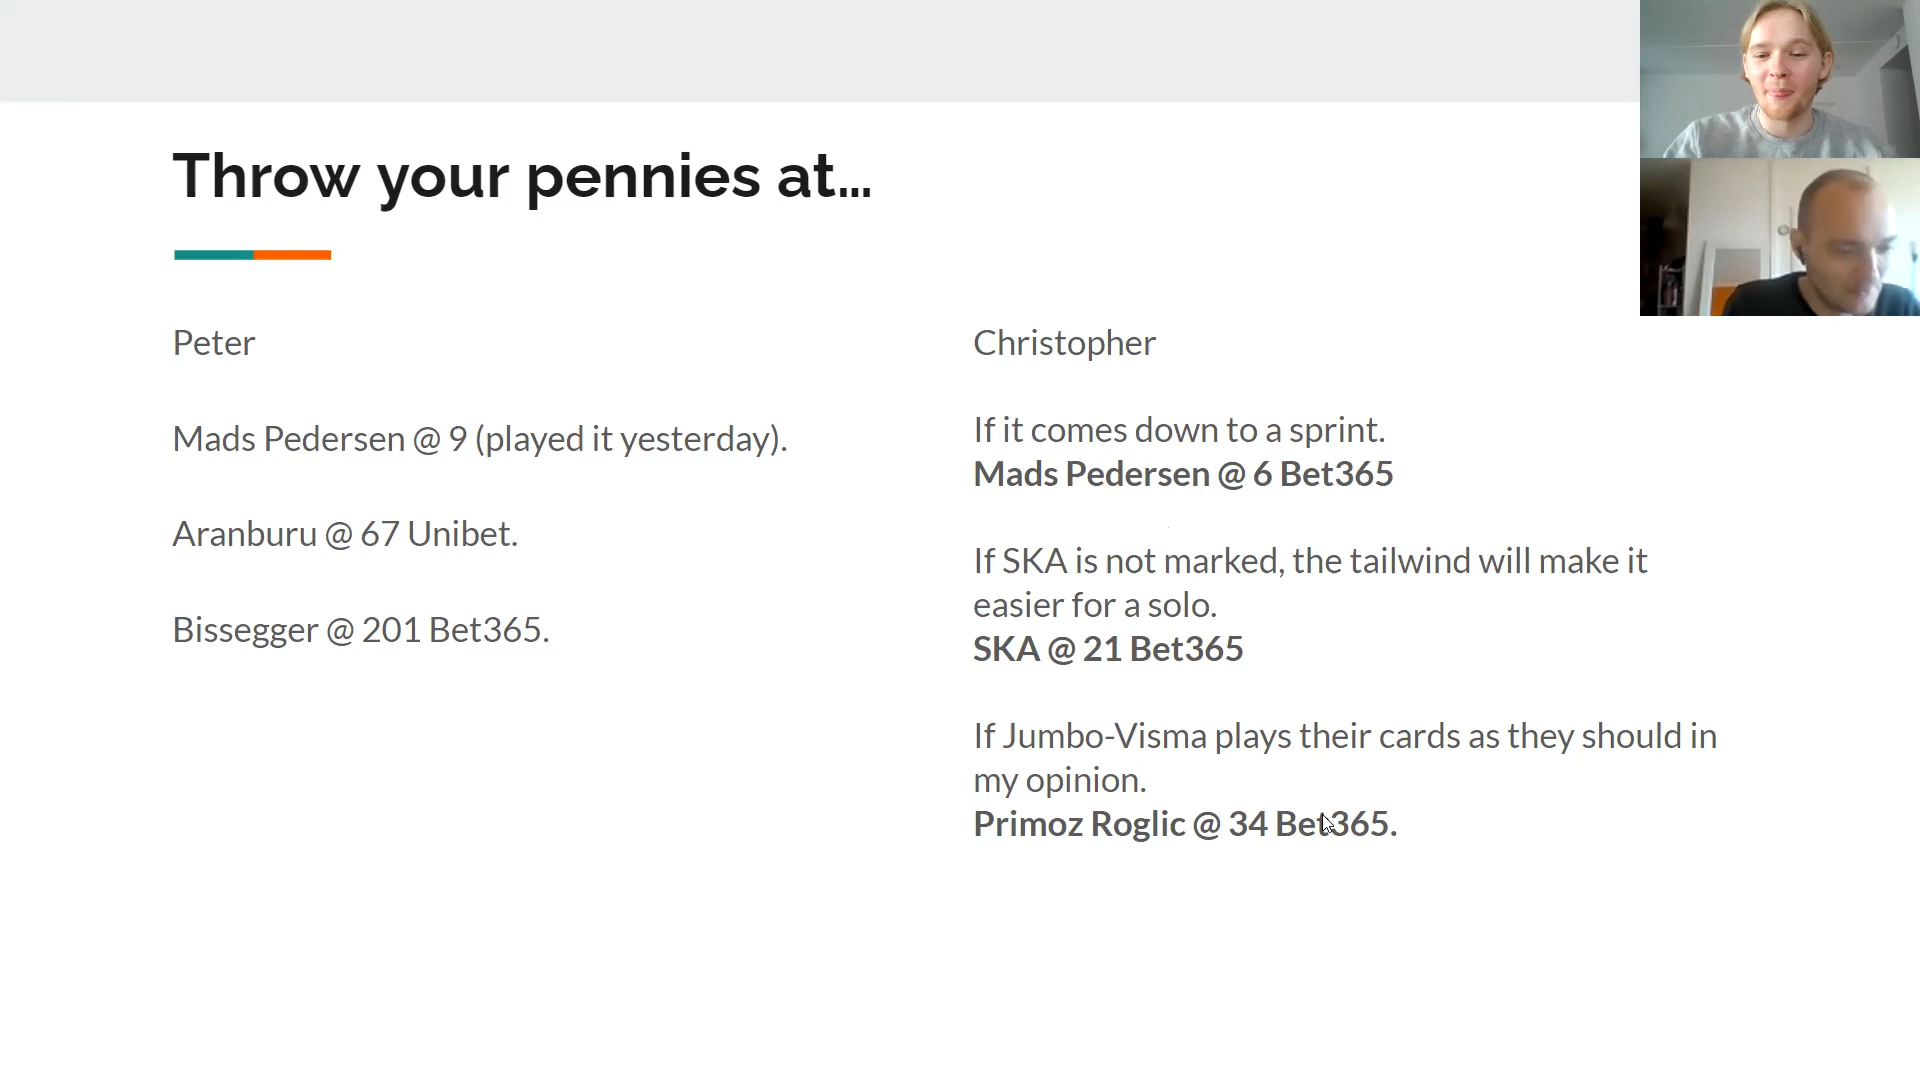 Throw your pennies at...
Peter
Mads Pedersen @ 9 (played it yesterday).
Aranburu @ 67 Unibet.
Bissegger @ 201 Bet365.
Christopher
If it comes down to a sprint.
Mads Pedersen @ 6 Bet365
If SKA is not marked, the tailwind will make it
easier for a solo.
SKA @ 21 Bet365
If Jumbo-Visma plays their cards as they should in
my opinion.
Primoz Roglic @ 34 Bet365.